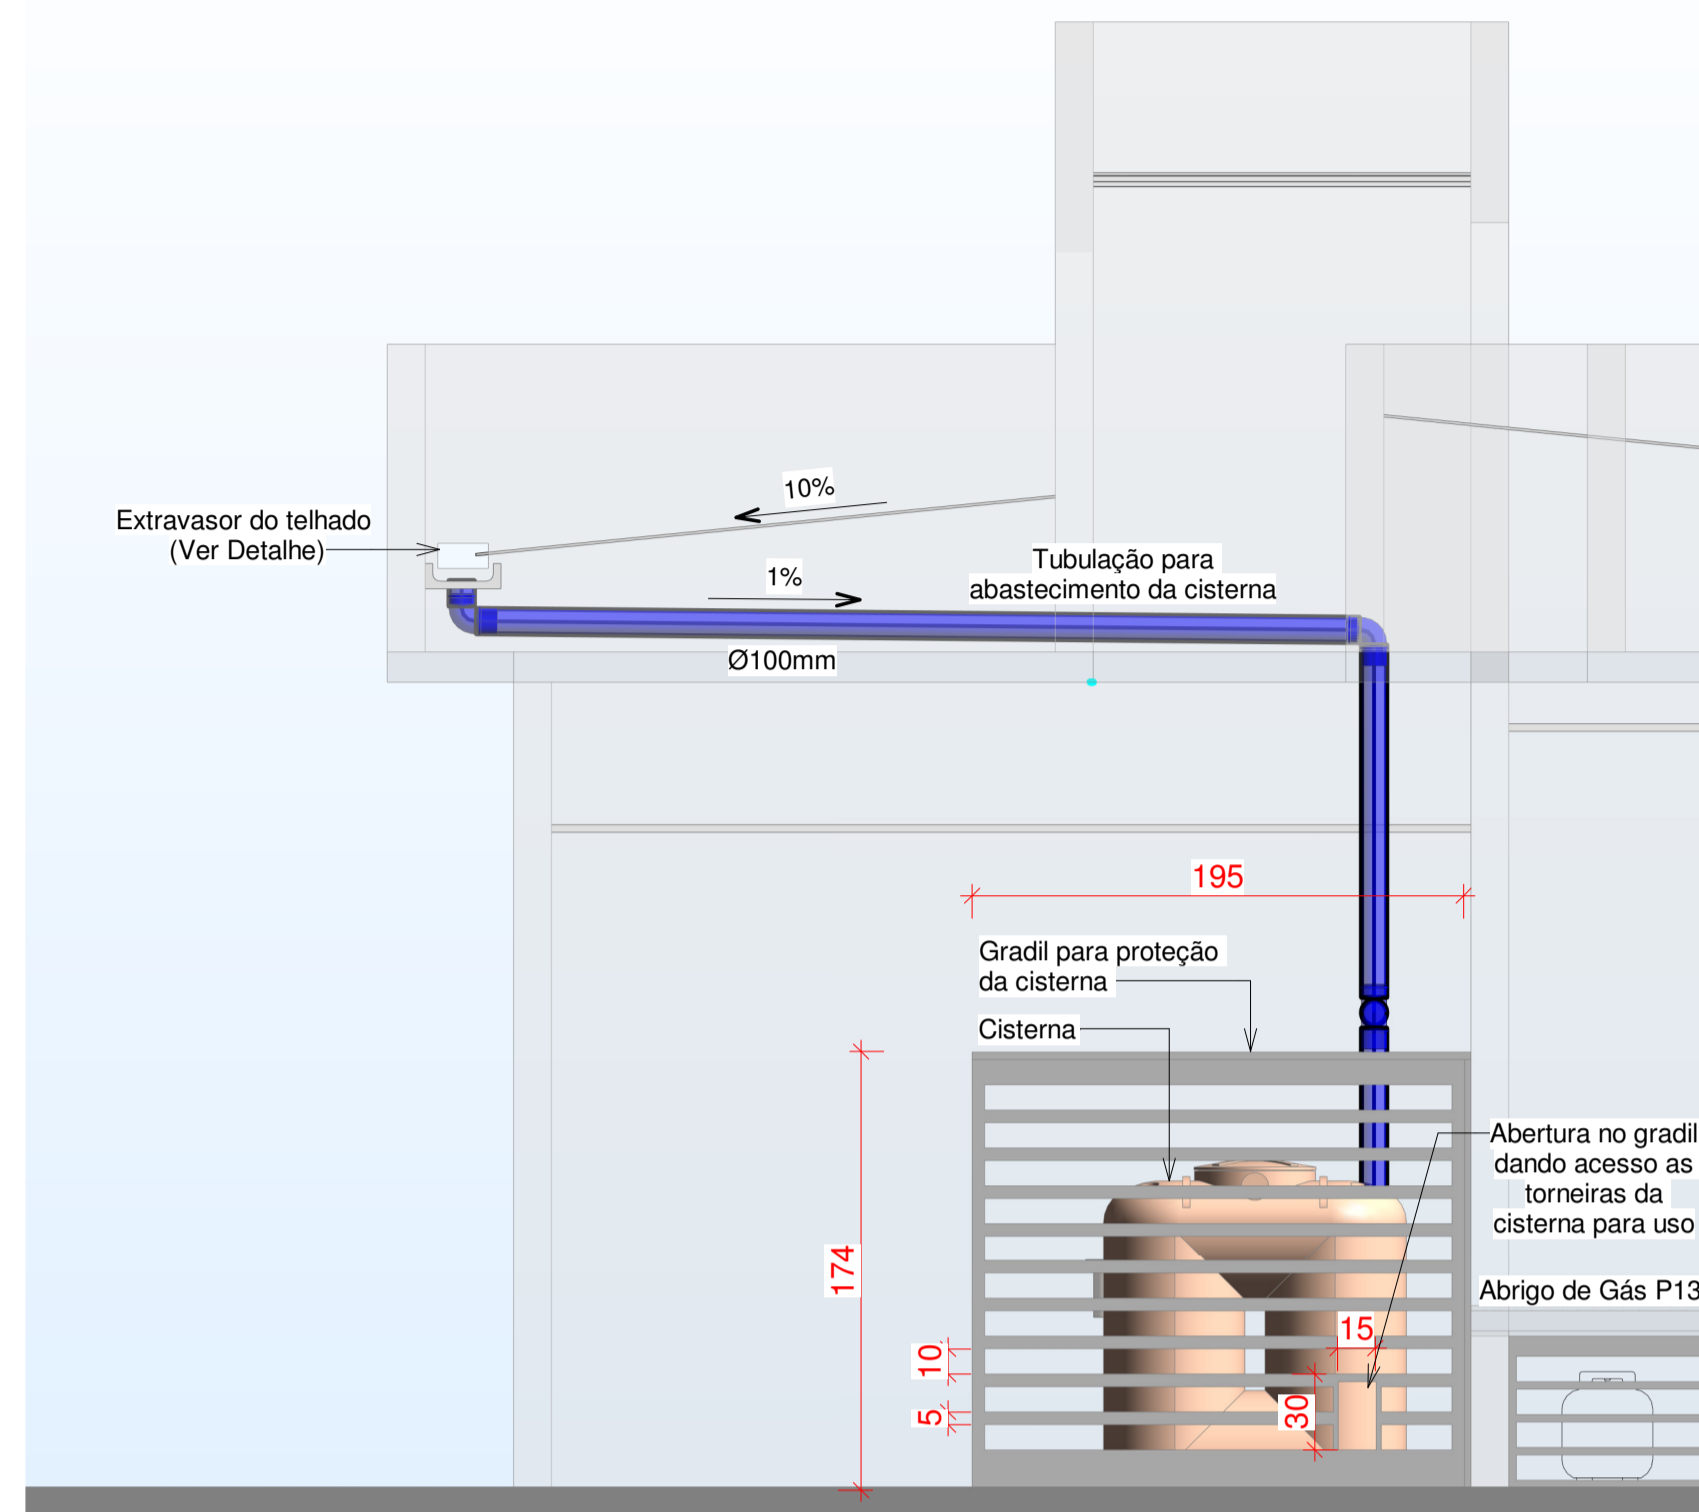 10%
Extravasor do telhado
(Ver Detalhe)
1%
Tubulação para
abastecimento da cisterna
Ø100mm
195
Gradil para proteção
da cisterna
Cisterna
Abertura no gradil
dando acesso as
torneiras da
cisterna para uso
174
Abrigo de Gás P13
15
10
30
5